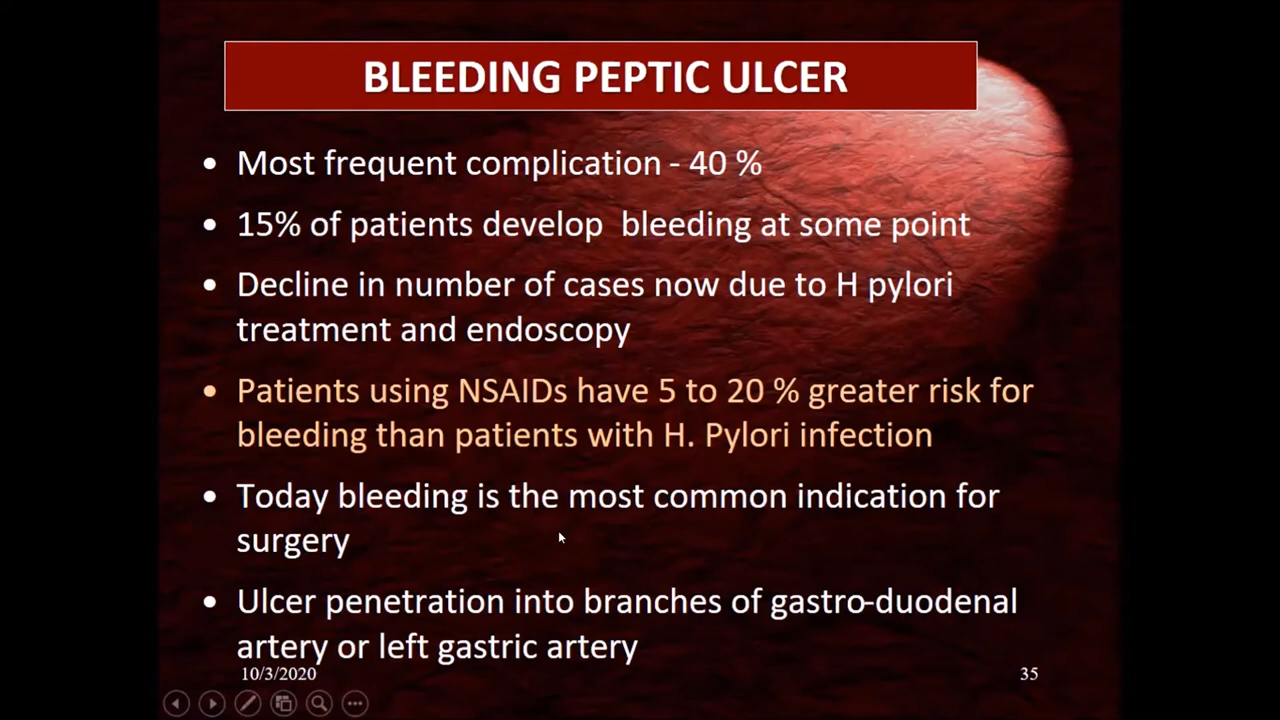 BLEEDING PEPTIC ULCER
• Most frequent complication - 40 %
• 15% of patients develop  bleeding at some point
• Decline in number of cases now due to H pylori
treatment and endoscopy
• Patients using NSAIDs have 5 to 20 % greater risk for
bleeding than patients with H. Pylori infection
• Today bleeding is the most common indication for
surgery
• Ulcer penetration into branches of gastro-duodenal
artery or left gastric artery
10/3/2020 35